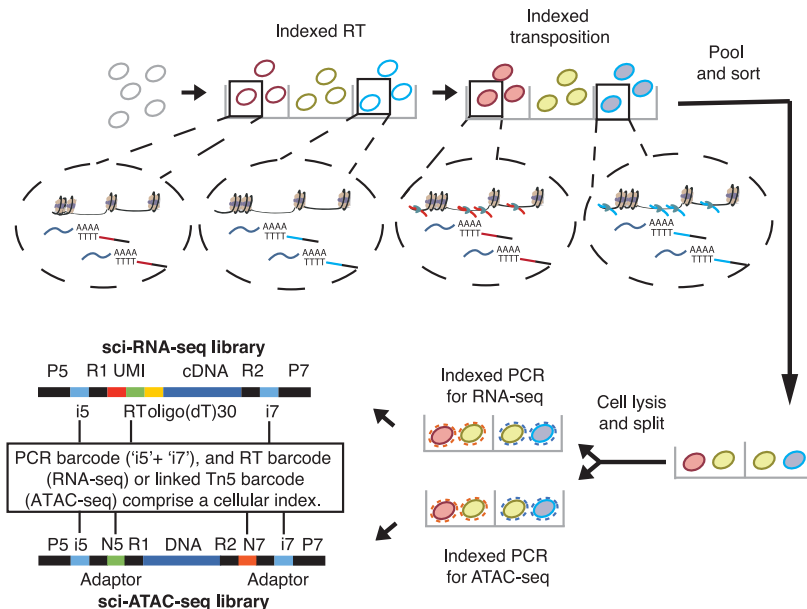 Indexed RT
Indexed
transposition
Pool
and sort
AAAA
TTTT
AAAA
TTTT
AAAA
TTTT
AAAA
TTTT
AAAA
TTTT
AAAA
TTTT
AAAA
TTTT
AAAA
TTTT
sci-RNA-seq library
P5 R1 UMI cDNA R2 P7
i5 RT oligo(dT)30 i7
PCR barcode (‘i5’+ ‘i7’), and RT barcode
(RNA-seq) or linked Tn5 barcode
(ATAC-seq) comprise a cellular index.
i5 N5 R1 DNA R2 N7 i7 P7
P5
Adaptor Adaptor
sci-ATAC-seq library
Indexed PCR
for RNA-seq
Indexed PCR
for ATAC-seq
Cell lysis
and split